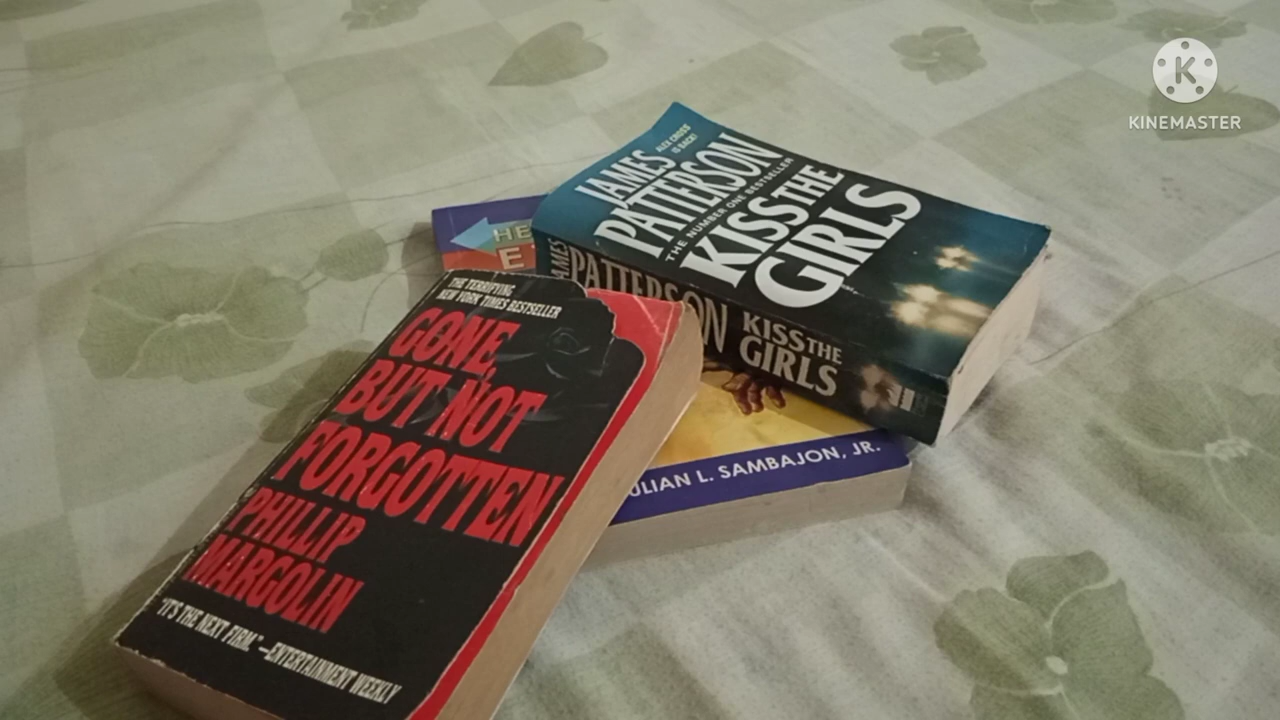 KINEMASTER
JAMES
PATTERSON
ALEX CROSS
IS BACK!
THE NUMBER ONE BESTSELLER
KISS THE
GIRLS
PATTERSON
KISS THE
GIRLS
THE TERRIFYING
NEW YORK TIMES BESTSELLER
GONE,
BUT NOT
FORGOTTEN
PHILLIP
MARGOLIN
"IT'S THE NEXT FIRM." —ENTERTAINMENT WEEKLY
HE
E
ULIAN L. SAMBAJON, JR.